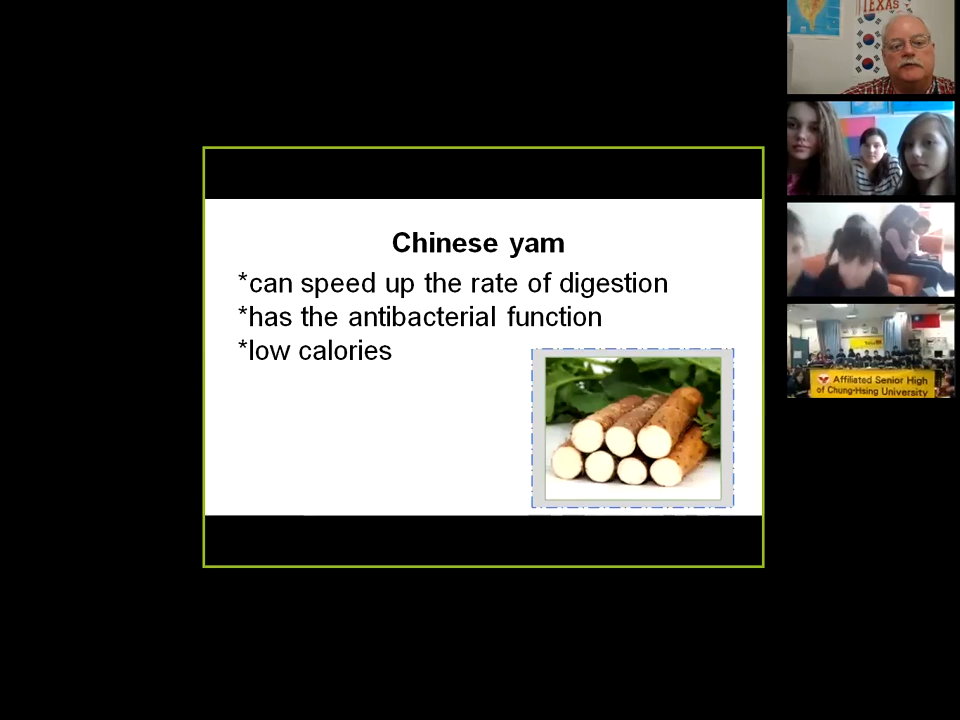 Chinese yam
*can speed up the rate of digestion
*has the antibacterial function
*low calories
TEXAS
Affiliated Senior High
of Chung-Hsing University